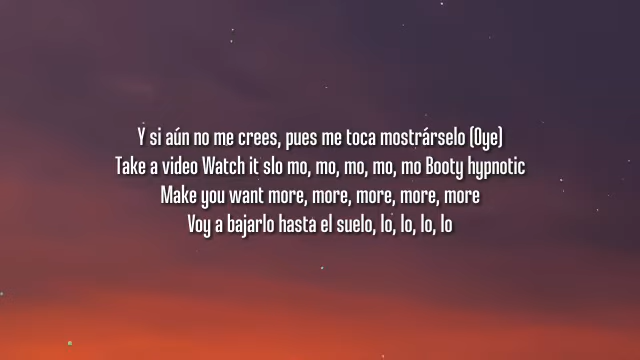 Y si aún no me crees, pues me toca mostrárselo (Oye)
Take a video Watch it slo mo, mo, mo, mo, mo Booty hypnotic
Make you want more, more, more, more, more
Voy a bajarlo hasta el suelo, lo, lo, lo, lo